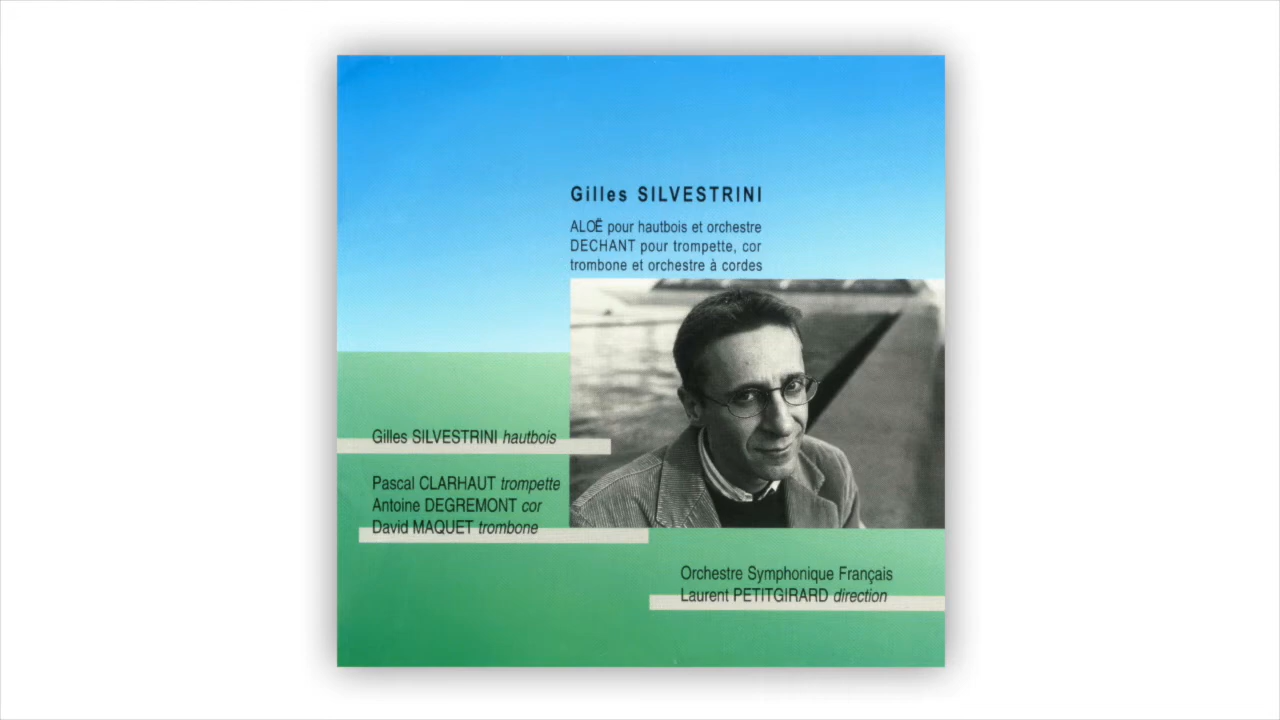 Gilles SILVESTRINI
ALOË pour hautbois et orchestre
DECHANT pour trompette, cor
trombone et orchestre à cordes
Gilles SILVESTRINI hautbois
Pascal CLARHAUT trompette
Antoine DEGREMONT cor
David MAQUET trombone
Orchestre Symphonique Français
Laurent PETITGIRARD direction